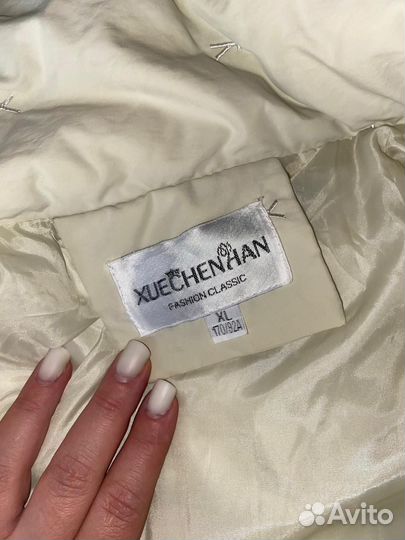 XUECHENHAN
FASHION CLASSIC
XL
170/92A
Avito